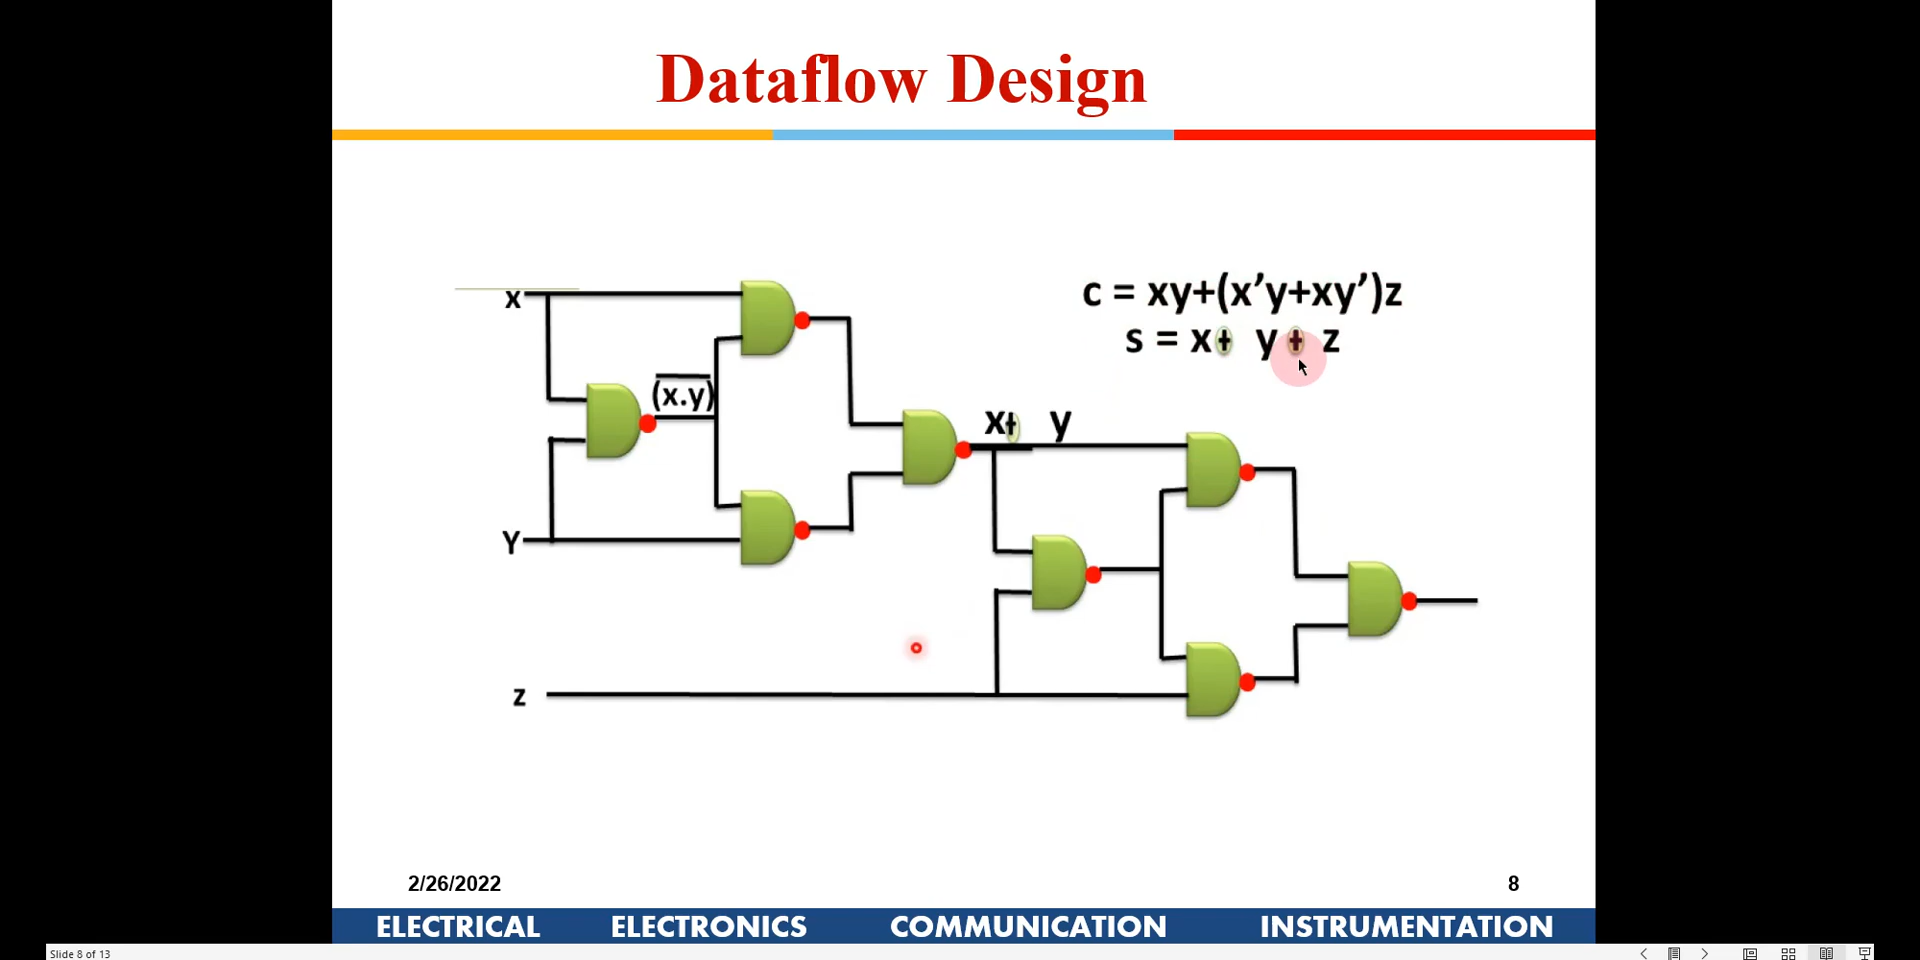 Dataflow Design
c = xy+(x’y+xy’)z
s = x⊕ y⊕ z
x
(x.y)
x⊕ y
Y
z
2/26/2022
8
ELECTRICAL ELECTRONICS COMMUNICATION INSTRUMENTATION
Slide 8 of 13